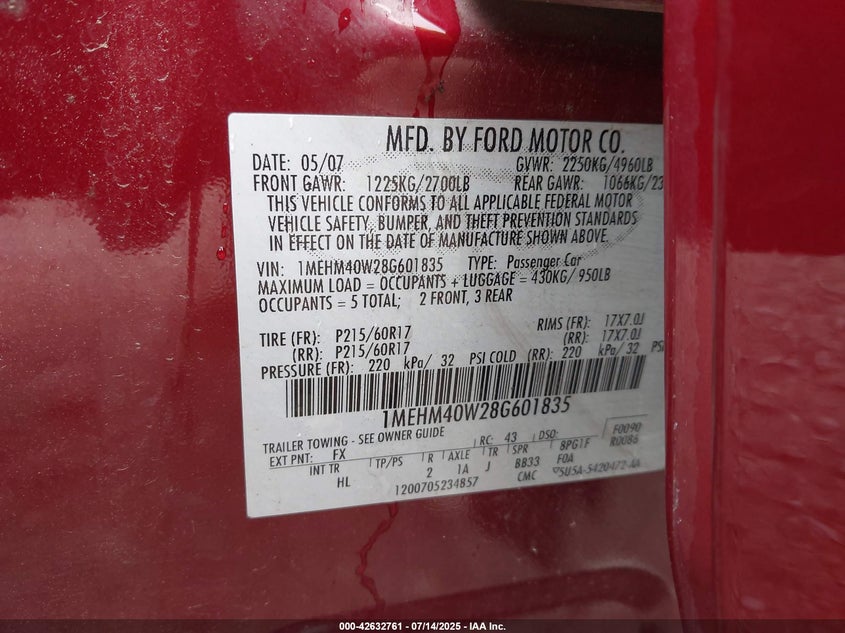 MFD. BY FORD MOTOR CO.
DATE: 05/07 GVWR: 2250KG/4960LB
FRONT GAWR: 1225KG/2700LB REAR GAWR: 1066KG/23
THIS VEHICLE CONFORMS TO ALL APPLICABLE FEDERAL MOTOR
VEHICLE SAFETY, BUMPER, AND THEFT PREVENTION STANDARDS
IN EFFECT ON THE DATE OF MANUFACTURE SHOWN ABOVE
VIN: 1MEHM40W28G601835 TYPE: Passenger Car
MAXIMUM LOAD = OCCUPANTS + LUGGAGE = 430KG/ 950LB
OCCUPANTS = 5 TOTAL; 2 FRONT, 3 REAR
TIRE (FR): P215/60R17 RIMS (FR): 17X7.0J
(RR): P215/60R17 (RR): 17X7.0J
PRESSURE (FR): 220 kPa/ 32 PSI COLD (RR): 220 kPa/ 32 PSI
1MEHM40W28G601835
TRAILER TOWING - SEE OWNER GUIDE RC: 43 DSO: F0090
EXT PNT: FX 8PG1F R0086
INT TR TP/PS R AXLE TR SPR
HL 2 1A J B833 F0A
1200705234857 CMC 5U5A-5420472-AA
000-42632761 - 07/14/2025 - IAA Inc.